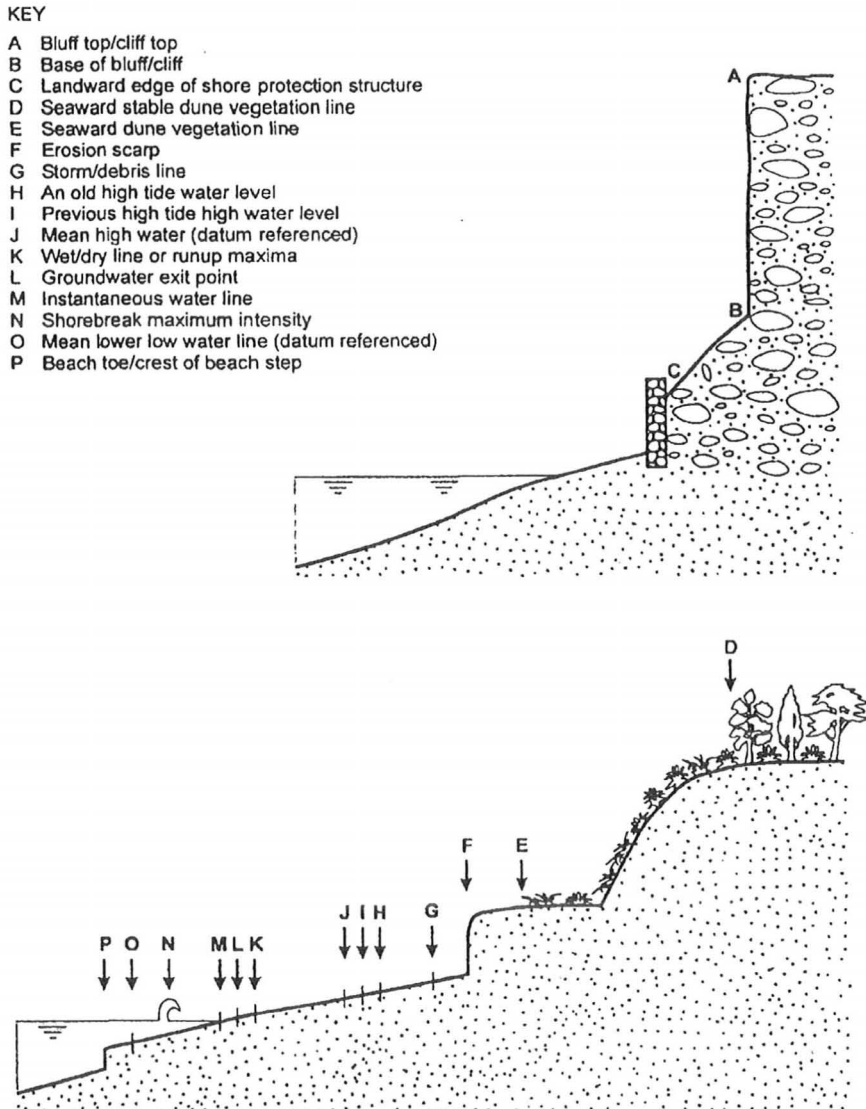 KEY
A Bluff top/cliff top
B Base of bluff/cliff
C Landward edge of shore protection structure
D Seaward stable dune vegetation line
E Seaward dune vegetation line
F Erosion scarp
G Storm/debris line
H An old high tide water level
I Previous high tide high water level
J Mean high water (datum referenced)
K Wet/dry line or runup maxima
L Groundwater exit point
M Instantaneous water line
N Shorebreak maximum intensity
O Mean lower low water line (datum referenced)
P Beach toe/crest of beach step
A
B
C
D
F E
J I H G
P O N M L K